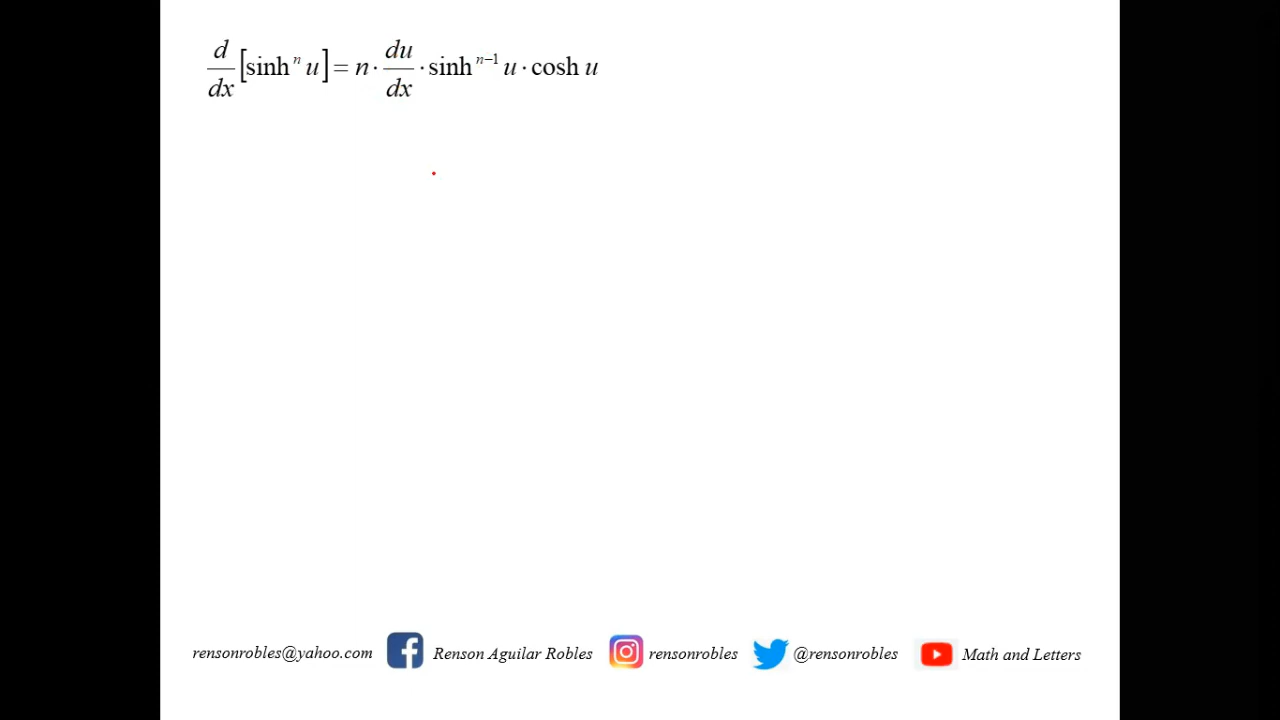 d/dx [sinh^n u] = n · du/dx · sinh^{n−1} u · cosh u
rensonrobles@yahoo.com Renson Aguilar Robles rensonrobles @rensonrobles Math and Letters